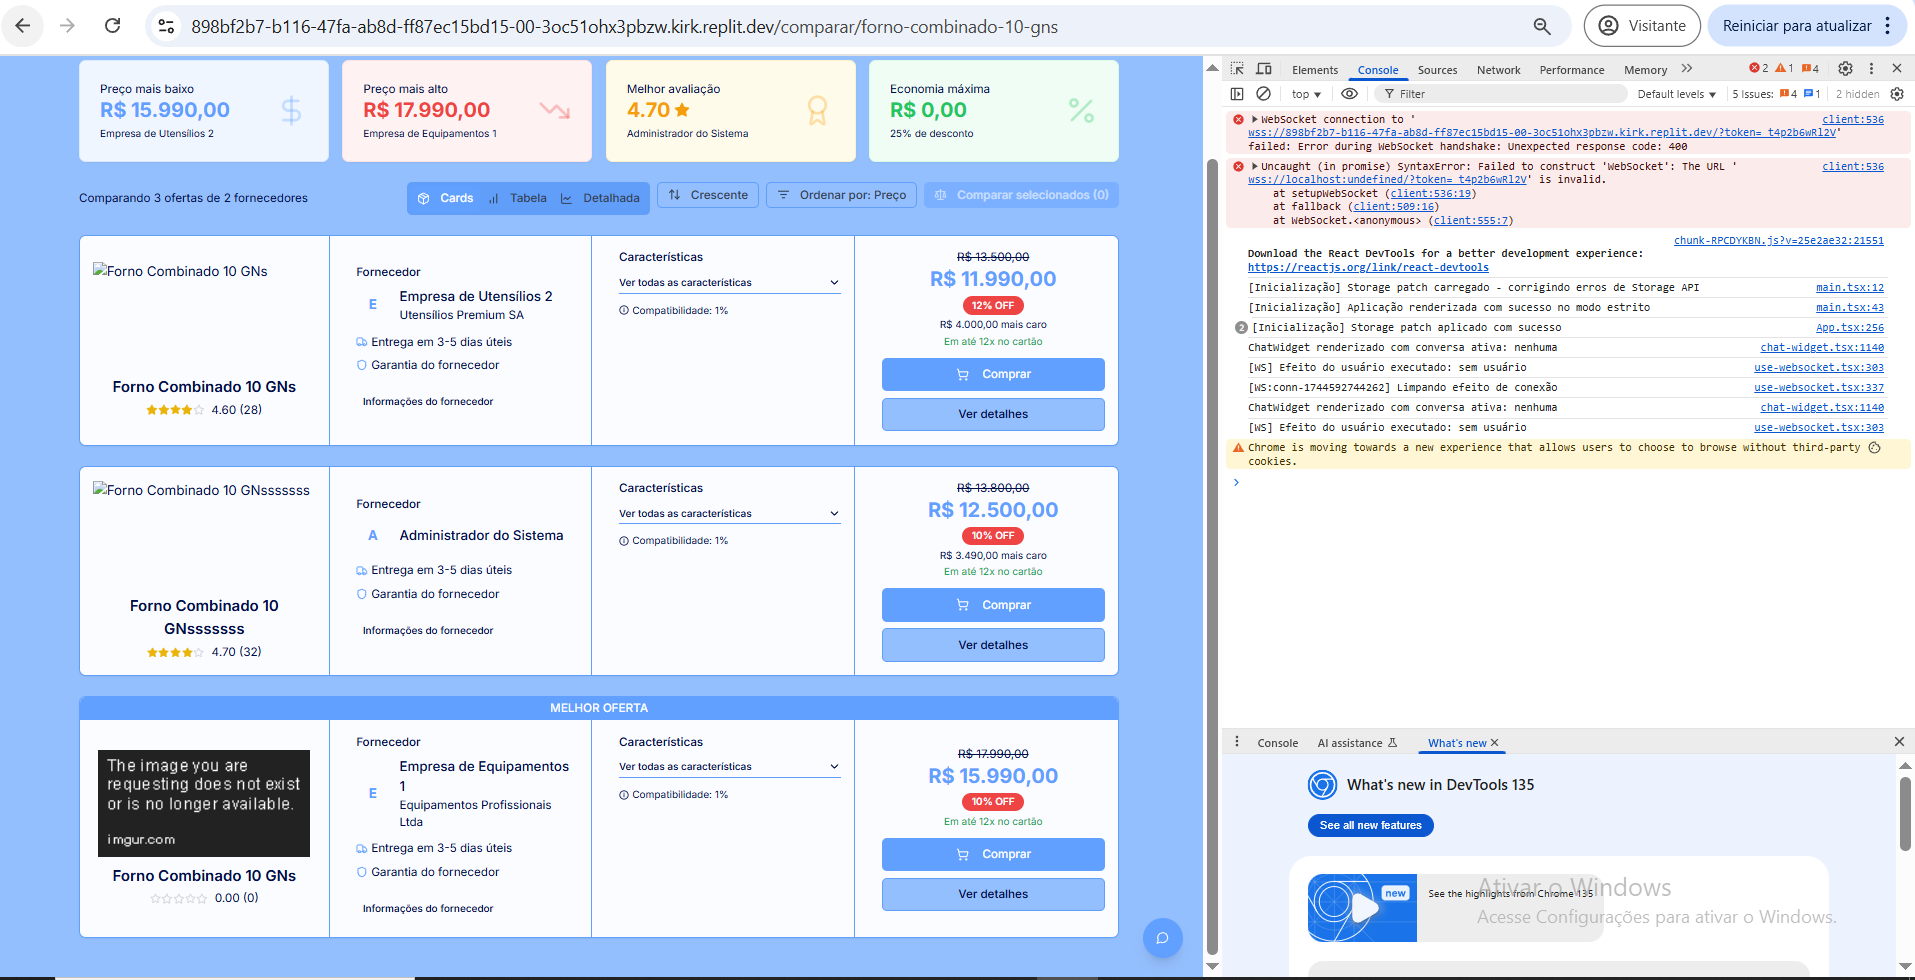 898bf2b7-b116-47fa-ab8d-ff87ec15bd15-00-3oc51ohx3pbzw.kirk.replit.dev/comparar/forno-combinado-10-gns
Visitante
Reiniciar para atualizar
Preço mais baixo
R$ 15.990,00
Empresa de Utensílios 2
Preço mais alto
R$ 17.990,00
Empresa de Equipamentos 1
Melhor avaliação
4.70
Administrador do Sistema
Economia máxima
R$ 0,00
25% de desconto
Comparando 3 ofertas de 2 fornecedores
Cards
Tabela
Detalhada
Crescente
Ordenar por: Preço
Comparar selecionados (0)
Forno Combinado 10 GNs
Forno Combinado 10 GNs
4.60 (28)
Fornecedor
E
Empresa de Utensílios 2
Utensílios Premium SA
Entrega em 3-5 dias úteis
Garantia do fornecedor
Informações do fornecedor
Características
Ver todas as características
Compatibilidade: 1%
R$ 13.500,00
R$ 11.990,00
12% OFF
R$ 4.000,00 mais caro
Em até 12x no cartão
Comprar
Ver detalhes
Forno Combinado 10 GNsssssss
Forno Combinado 10
GNsssssss
4.70 (32)
Fornecedor
A
Administrador do Sistema
Entrega em 3-5 dias úteis
Garantia do fornecedor
Informações do fornecedor
Características
Ver todas as características
Compatibilidade: 1%
R$ 13.800,00
R$ 12.500,00
10% OFF
R$ 3.490,00 mais caro
Em até 12x no cartão
Comprar
Ver detalhes
MELHOR OFERTA
The image you are
requesting does not exist
or is no longer available.
imgur.com
Forno Combinado 10 GNs
0.00 (0)
Fornecedor
E
Empresa de Equipamentos
1
Equipamentos Profissionais
Ltda
Entrega em 3-5 dias úteis
Garantia do fornecedor
Informações do fornecedor
Características
Ver todas as características
Compatibilidade: 1%
R$ 17.990,00
R$ 15.990,00
10% OFF
Em até 12x no cartão
Comprar
Ver detalhes
Elements
Console
Sources
Network
Performance
Memory
2
1
4
top
Filter
Default levels
5 Issues:
4
1
2 hidden
WebSocket connection to '
client:536
wss://898bf2b7-b116-47fa-ab8d-ff87ec15bd15-00-3oc51ohx3pbzw.kirk.replit.dev/?token=_t4p2b6wRl2V'
failed: Error during WebSocket handshake: Unexpected response code: 400
Uncaught (in promise) SyntaxError: Failed to construct 'WebSocket': The URL '
client:536
wss://localhost:undefined/?token=_t4p2b6wRl2V' is invalid.
at setupWebSocket (client:536:19)
at fallback (client:509:16)
at WebSocket.<anonymous> (client:555:7)
chunk-RPCDYKBN.js?v=25e2ae32:21551
Download the React DevTools for a better development experience:
https://reactjs.org/link/react-devtools
[Inicialização] Storage patch carregado - corrigindo erros de Storage API
main.tsx:12
[Inicialização] Aplicação renderizada com sucesso no modo estrito
main.tsx:43
2
[Inicialização] Storage patch aplicado com sucesso
App.tsx:256
ChatWidget renderizado com conversa ativa: nenhuma
chat-widget.tsx:1140
[WS] Efeito do usuário executado: sem usuário
use-websocket.tsx:303
[WS:conn-1744592744262] Limpando efeito de conexão
use-websocket.tsx:337
ChatWidget renderizado com conversa ativa: nenhuma
chat-widget.tsx:1140
[WS] Efeito do usuário executado: sem usuário
use-websocket.tsx:303
Chrome is moving towards a new experience that allows users to choose to browse without third-party
cookies.
Console
AI assistance
What's new
What's new in DevTools 135
See all new features
new
See the highlights from Chrome 135
Ativar o Windows
Acesse Configurações para ativar o Windows.